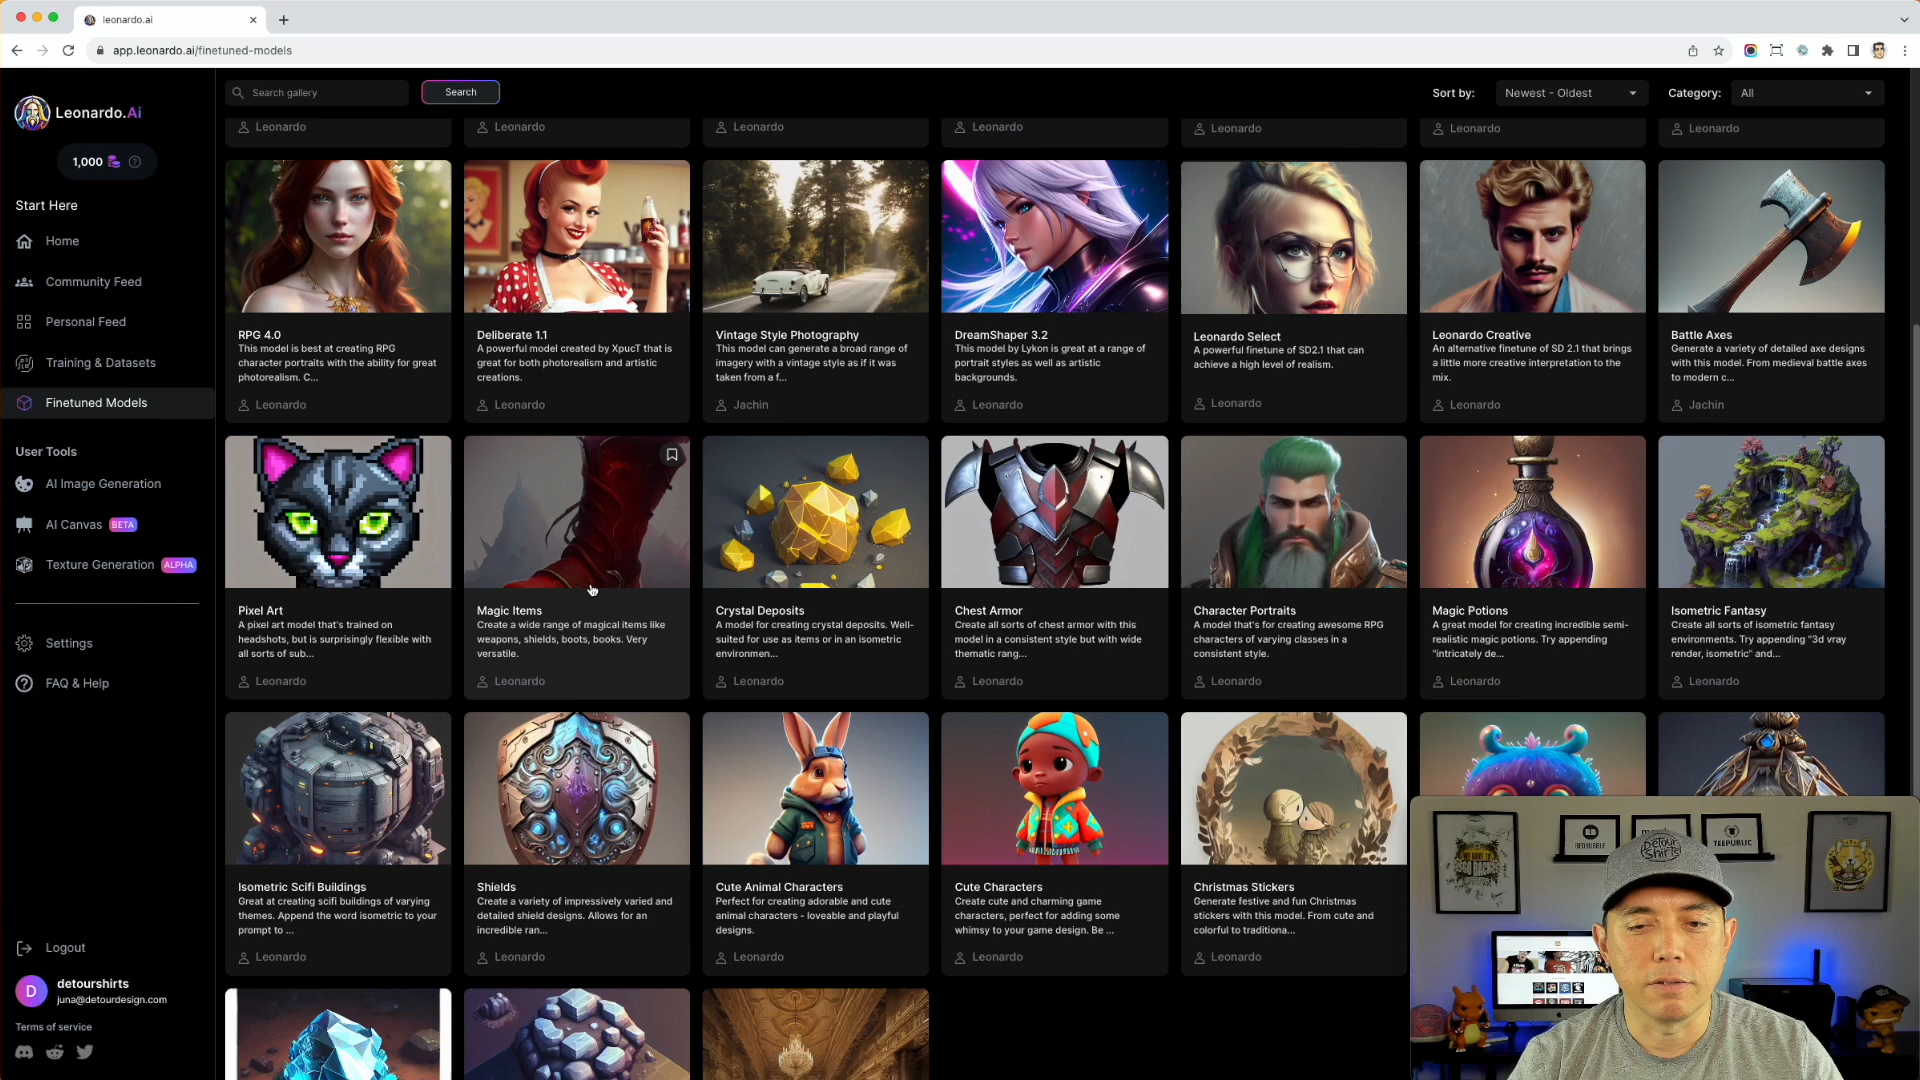 leonardo.ai
app.leonardo.ai/finetuned-models
Leonardo.Ai
1,000
Start Here
Home
Community Feed
Personal Feed
Training & Datasets
Finetuned Models
User Tools
AI Image Generation
AI Canvas BETA
Texture Generation ALPHA
Settings
FAQ & Help
Logout
D
detourshirts
juna@detourdesign.com
Terms of service
Search gallery
Search
Sort by: Newest - Oldest
Category: All
Leonardo
Leonardo
Leonardo
Leonardo
Leonardo
Leonardo
Leonardo
RPG 4.0
This model is best at creating RPG
character portraits with the ability for great
photorealism. C...
Leonardo
Deliberate 1.1
A powerful model created by XpucT that is
great for both photorealism and artistic
creations.
Leonardo
Vintage Style Photography
This model can generate a broad range of
imagery with a vintage style as if it was
taken from a f...
Jachin
DreamShaper 3.2
This model by Lykon is great at a range of
portrait styles as well as artistic
backgrounds.
Leonardo
Leonardo Select
A powerful finetune of SD2.1 that can
achieve a high level of realism.
Leonardo
Leonardo Creative
An alternative finetune of SD 2.1 that brings
a little more creative interpretation to the
mix.
Leonardo
Battle Axes
Generate a variety of detailed axe designs
with this model. From medieval battle axes
to modern c...
Jachin
Pixel Art
A pixel art model that's trained on
headshots, but is surprisingly flexible with
all sorts of sub...
Leonardo
Magic Items
Create a wide range of magical items like
weapons, shields, boots, books. Very
versatile.
Leonardo
Crystal Deposits
A model for creating crystal deposits. Well-
suited for use as items or in an isometric
environmen...
Leonardo
Chest Armor
Create all sorts of chest armor with this
model in a consistent style but with wide
thematic rang...
Leonardo
Character Portraits
A model that's for creating awesome RPG
characters of varying classes in a
consistent style.
Leonardo
Magic Potions
A great model for creating incredible semi-
realistic magic potions. Try appending
"intricately de...
Leonardo
Isometric Fantasy
Create all sorts of isometric fantasy
environments. Try appending "3d vray
render, isometric" and...
Leonardo
Isometric Scifi Buildings
Great at creating scifi buildings of varying
themes. Append the word isometric to your
prompt to ...
Leonardo
Shields
Create a variety of impressively varied and
detailed shield designs. Allows for an
incredible ran...
Leonardo
Cute Animal Characters
Perfect for creating adorable and cute
animal characters - loveable and playful
designs.
Leonardo
Cute Characters
Create cute and charming game
characters, perfect for adding some
whimsy to your game design. Be ...
Leonardo
Christmas Stickers
Generate festive and fun Christmas
stickers with this model. From cute and
colorful to traditiona...
Leonardo
REDBUBBLE
TEEPUBLIC
DETOUR
SHIRTS